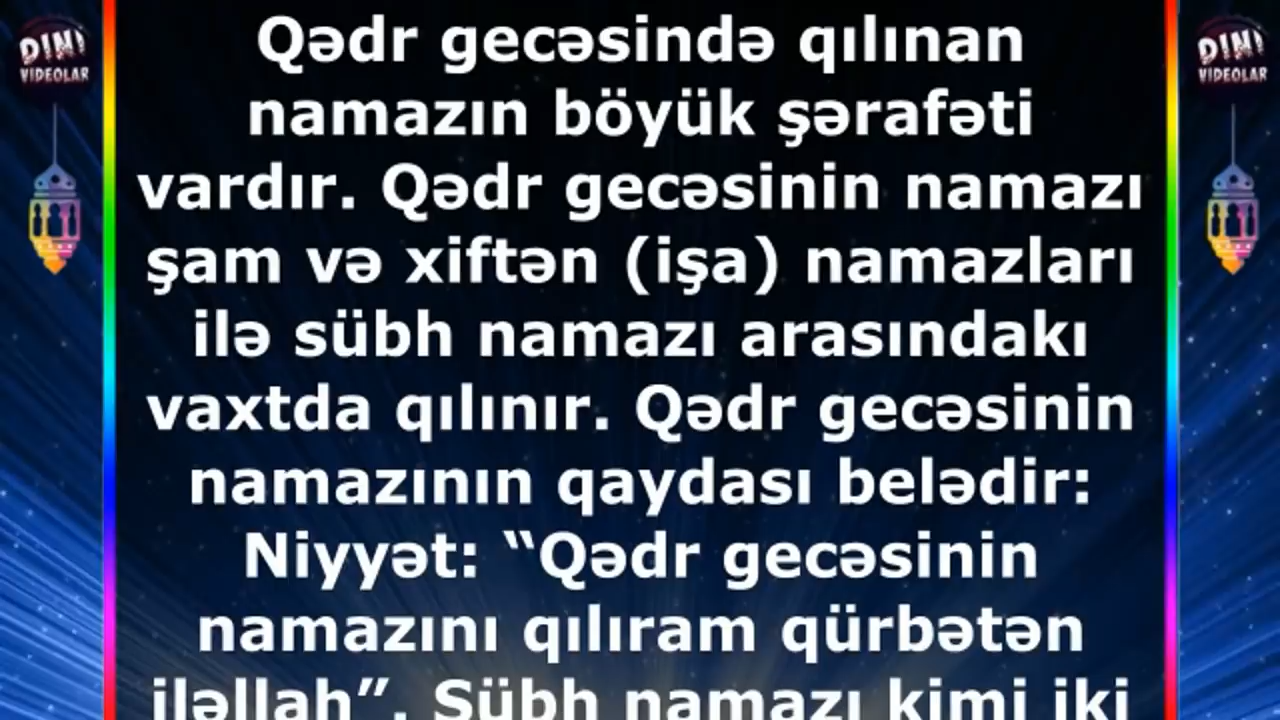 DINI
VIDEOLAR
Qədr gecəsində qılınan
namazın böyük şərafəti
vardır. Qədr gecəsinin namazı
şam və xiftən (işa) namazları
ilə sübh namazı arasındakı
vaxtda qılınır. Qədr gecəsinin
namazının qaydası belədir:
Niyyət: “Qədr gecəsinin
namazını qılıram qürbətən
iləllah”. Sübh namazı kimi iki
DINI
VIDEOLAR